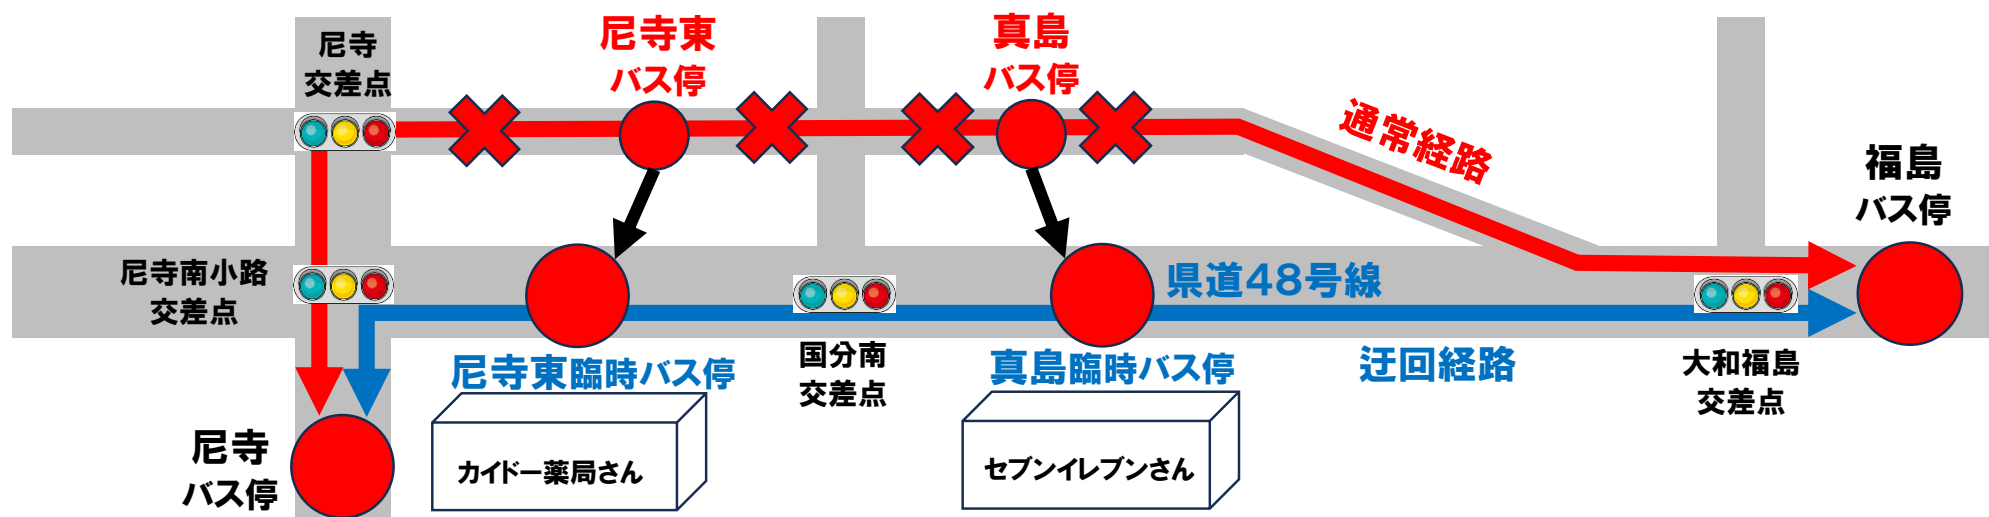 尼寺
交差点
尼寺東
バス停
真島
バス停
通常経路
福島
バス停
尼寺南小路
交差点
県道48号線
尼寺東臨時バス停
国分南
交差点
真島臨時バス停
迂回経路
大和福島
交差点
尼寺
バス停
カイドー薬局さん
セブンイレブンさん